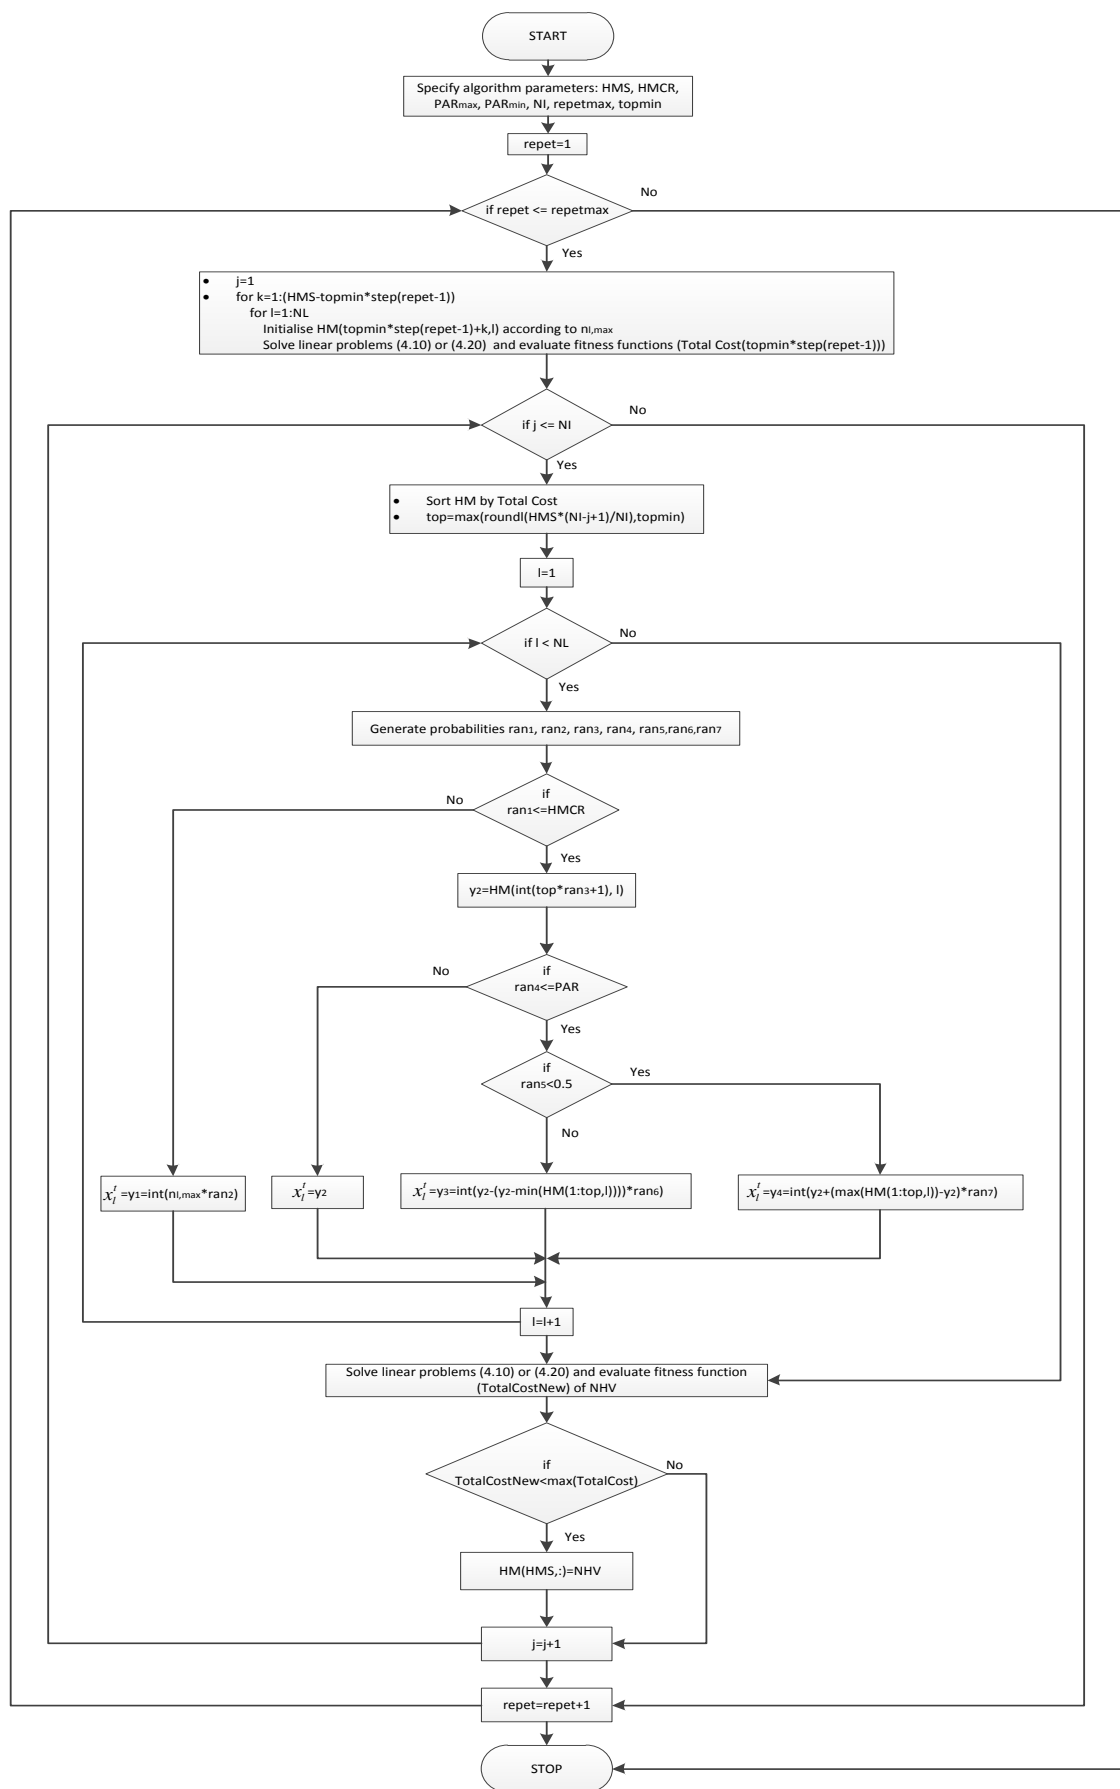 START
Specify algorithm parameters: HMS, HMCR,
PARmax, PARmin, NI, repetmax, topmin
repet=1
if repet <= repetmax
No
Yes
• j=1
• for k=1:(HMS-topmin*step(repet-1))
for l=1:NL
Initialise HM(topmin*step(repet-1)+k,l) according to nl,max
Solve linear problems (4.10) or (4.20) and evaluate fitness functions (Total Cost(topmin*step(repet-1)))
if j <= NI
No
Yes
• Sort HM by Total Cost
• top=max(roundl(HMS*(NI-j+1)/NI),topmin)
l=1
if l < NL
No
Yes
Generate probabilities ran1, ran2, ran3, ran4, ran5,ran6,ran7
if
ran1<=HMCR
No
Yes
y2=HM(int(top*ran3+1), l)
if
ran4<=PAR
No
Yes
if
ran5<0.5
Yes
No
x_l^t=y1=int(nl,max*ran2)
x_l^t=y2
x_l^t=y3=int(y2-(y2-min(HM(1:top,l))))*ran6)
x_l^t=y4=int(y2+(max(HM(1:top,l))-y2)*ran7)
l=l+1
Solve linear problems (4.10) or (4.20) and evaluate fitness function
(TotalCostNew) of NHV
if
TotalCostNew<max(TotalCost)
No
Yes
HM(HMS,:)=NHV
j=j+1
repet=repet+1
STOP